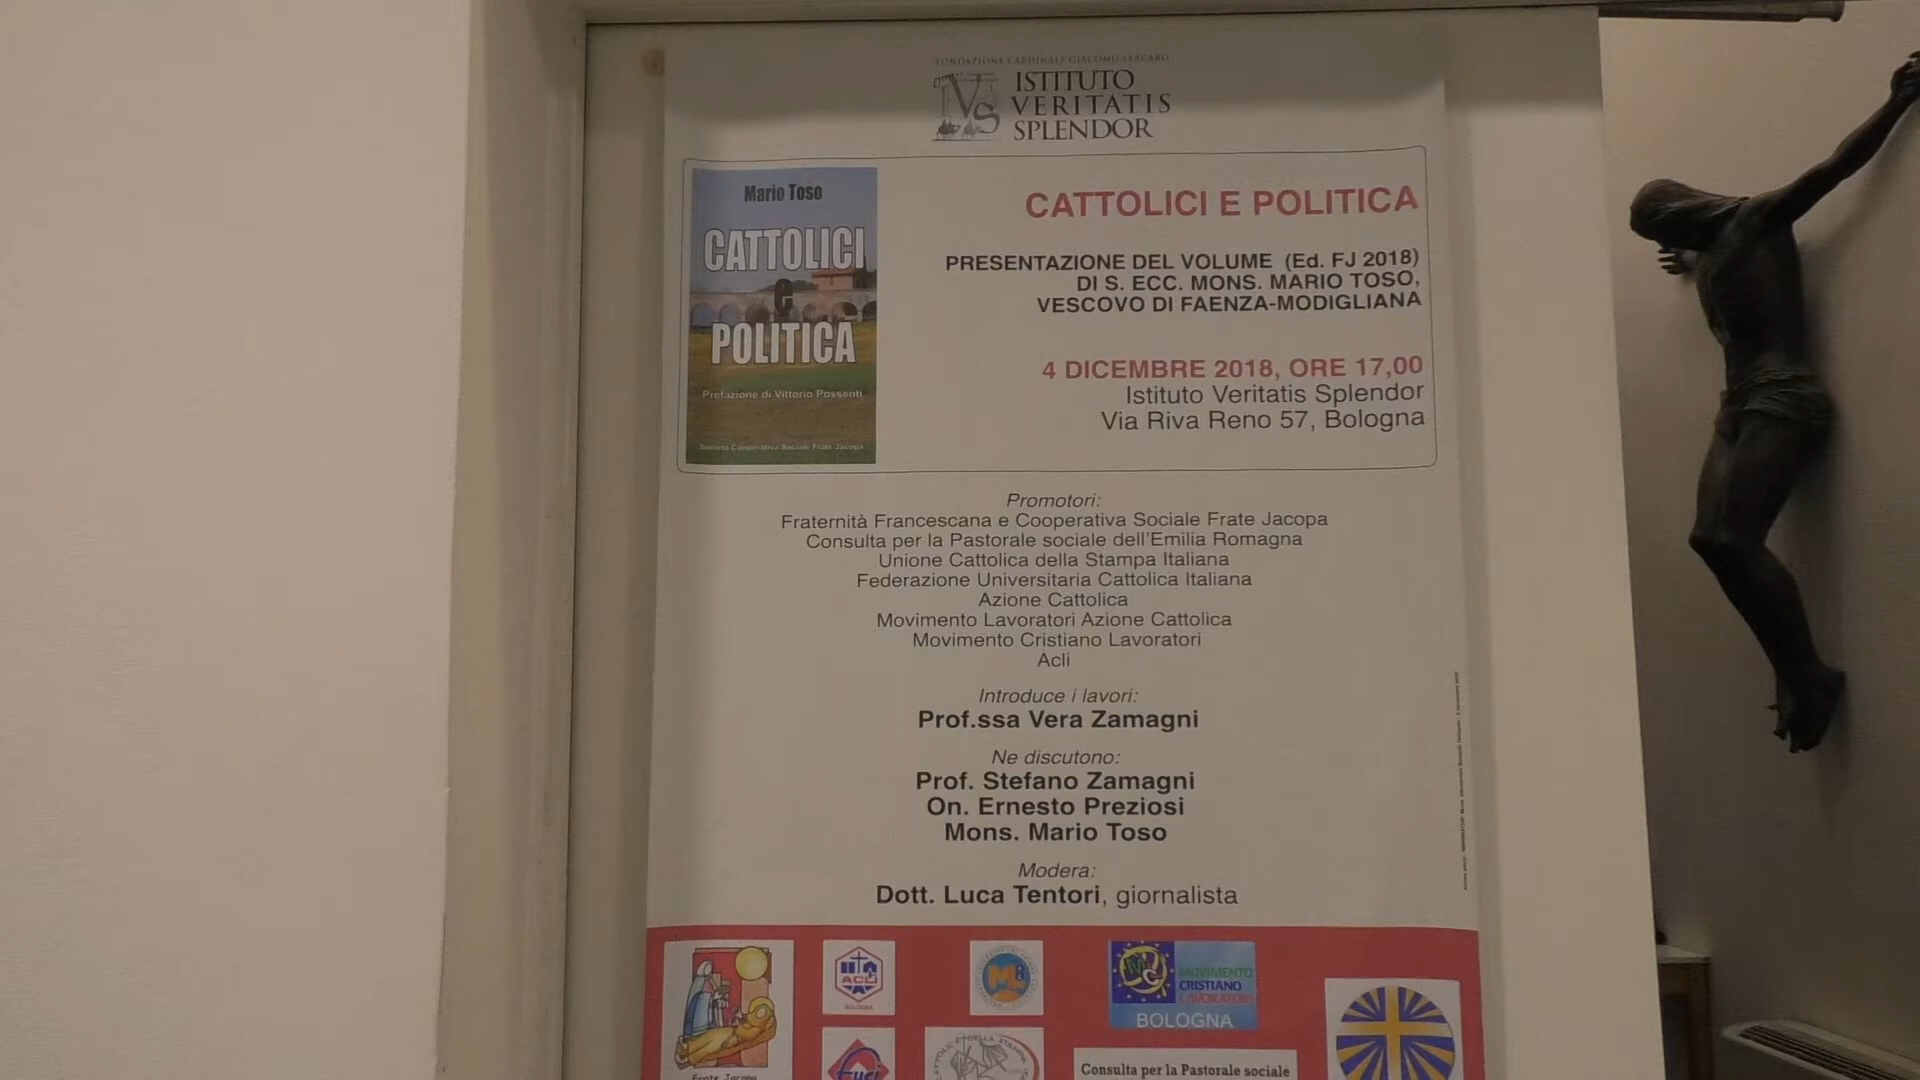 FONDAZIONE CARDINALE GIACOMO LERCARO
ISTITUTO
VERITATIS
SPLENDOR
VS
Mario Toso
CATTOLICI
e
POLITICA
Prefazione di Vittorio Possenti
Società Cooperativa Sociale Frate Jacopa
CATTOLICI E POLITICA
PRESENTAZIONE DEL VOLUME (Ed. FJ 2018)
DI S. ECC. MONS. MARIO TOSO,
VESCOVO DI FAENZA-MODIGLIANA
4 DICEMBRE 2018, ORE 17,00
Istituto Veritatis Splendor
Via Riva Reno 57, Bologna
Promotori:
Fraternità Francescana e Cooperativa Sociale Frate Jacopa
Consulta per la Pastorale sociale dell'Emilia Romagna
Unione Cattolica della Stampa Italiana
Federazione Universitaria Cattolica Italiana
Azione Cattolica
Movimento Lavoratori Azione Cattolica
Movimento Cristiano Lavoratori
Acli
Introduce i lavori:
Prof.ssa Vera Zamagni
Ne discutono:
Prof. Stefano Zamagni
On. Ernesto Preziosi
Mons. Mario Toso
Modera:
Dott. Luca Tentori, giornalista
Frate Jacopa
ACLI
BOLOGNA
MOVIMENTO
CRISTIANO
LAVORATORI
BOLOGNA
Consulta per la Pastorale sociale